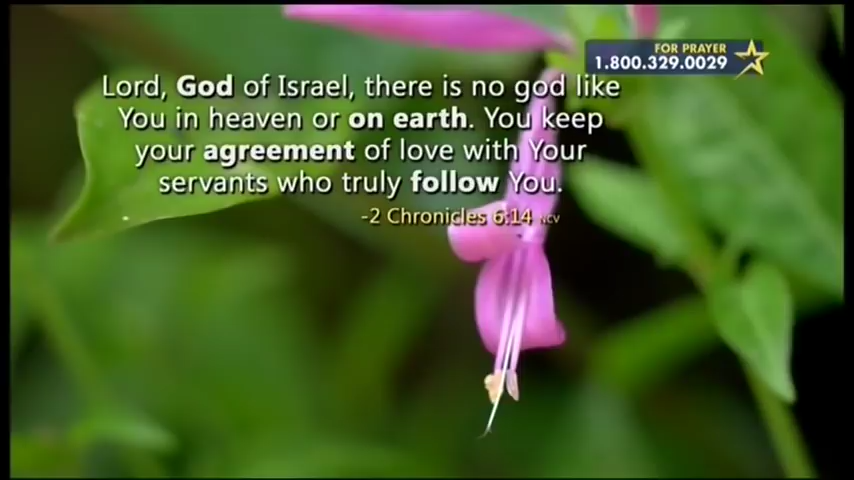 FOR PRAYER
1.800.329.0029
Lord, God of Israel, there is no god like
You in heaven or on earth. You keep
your agreement of love with Your
servants who truly follow You.
-2 Chronicles 6:14 NCV